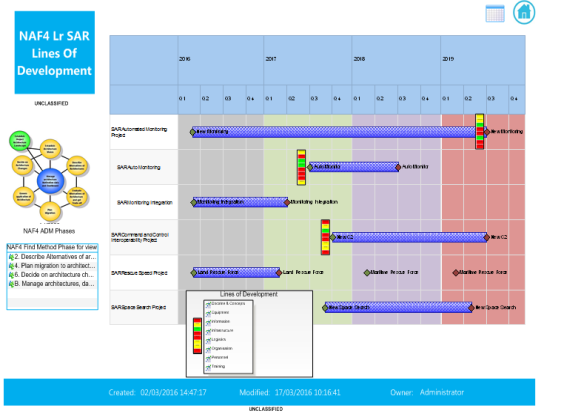 NAF4 Lr SAR
Lines Of
Development
UNCLASSIFIED
NAF4 ADM Phases
NAF4 Find Method Phase for view
2. Describe Alternatives of ar...
4. Plan migration to architect...
6. Decide on architecture ch...
8. Manage architectures, da...
2016 2017 2018 2019
Q1 Q2 Q3 Q4 Q1 Q2 Q3 Q4 Q1 Q2 Q3 Q4 Q1 Q2 Q3 Q4
SAR Automated Monitoring
Project
New Monitoring
New Monitoring
SAR Auto Monitoring
Auto Monito
Auto Monito
SAR Monitoring Integration
Monitoring Integration
Monitoring Integration
SAR Command and Control
Interoperability Project
New C2
New C2
SAR Rescue Speed Project
Land Rescue Force
Land Rescue Force
Maritime Rescue Force
Maritime Rescue Force
SAR Space Search Project
New Space Search
New Space Search
Lines of Development
Doctrine & Concepts
Equipment
Information
Infrastructure
Logistics
Organisation
Personnel
Training
Created: 02/03/2016 14:47:17 Modified: 17/03/2016 10:16:41 Owner: Administrator
UNCLASSIFIED